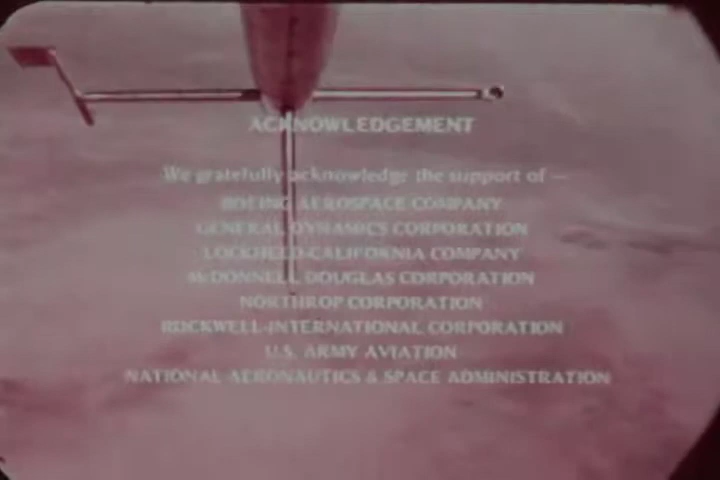 ACKNOWLEDGEMENT
We gratefully acknowledge the support of —
BOEING AEROSPACE COMPANY
GENERAL DYNAMICS CORPORATION
LOCKHEED-CALIFORNIA COMPANY
McDONNELL DOUGLAS CORPORATION
NORTHROP CORPORATION
ROCKWELL-INTERNATIONAL CORPORATION
U.S. ARMY AVIATION
NATIONAL AERONAUTICS & SPACE ADMINISTRATION